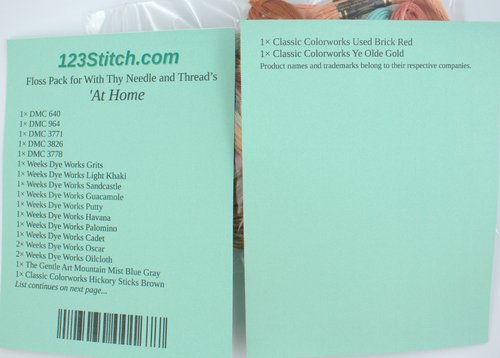 123Stitch.com
Floss Pack for With Thy Needle and Thread's
'At Home
1× DMC 640
1× DMC 964
1× DMC 3771
1× DMC 3826
1× DMC 3778
1× Weeks Dye Works Grits
1× Weeks Dye Works Light Khaki
1× Weeks Dye Works Sandcastle
1× Weeks Dye Works Guacamole
1× Weeks Dye Works Putty
1× Weeks Dye Works Havana
1× Weeks Dye Works Palomino
1× Weeks Dye Works Cadet
2× Weeks Dye Works Oscar
2× Weeks Dye Works Oilcloth
1× The Gentle Art Mountain Mist Blue Gray
1× Classic Colorworks Hickory Sticks Brown
List continues on next page...
1× Classic Colorworks Used Brick Red
1× Classic Colorworks Ye Olde Gold
Product names and trademarks belong to their respective companies.